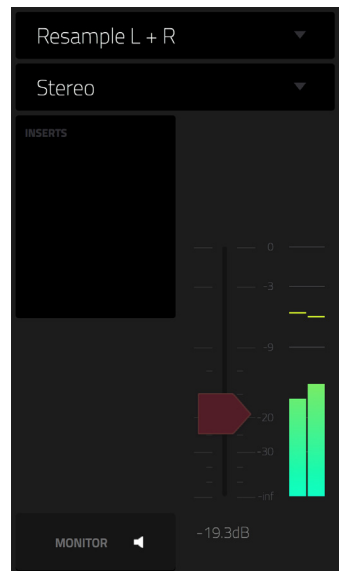 Resample L + R
Stereo
INSERTS
0
-3
-9
-20
-30
-inf
MONITOR
-19.3dB